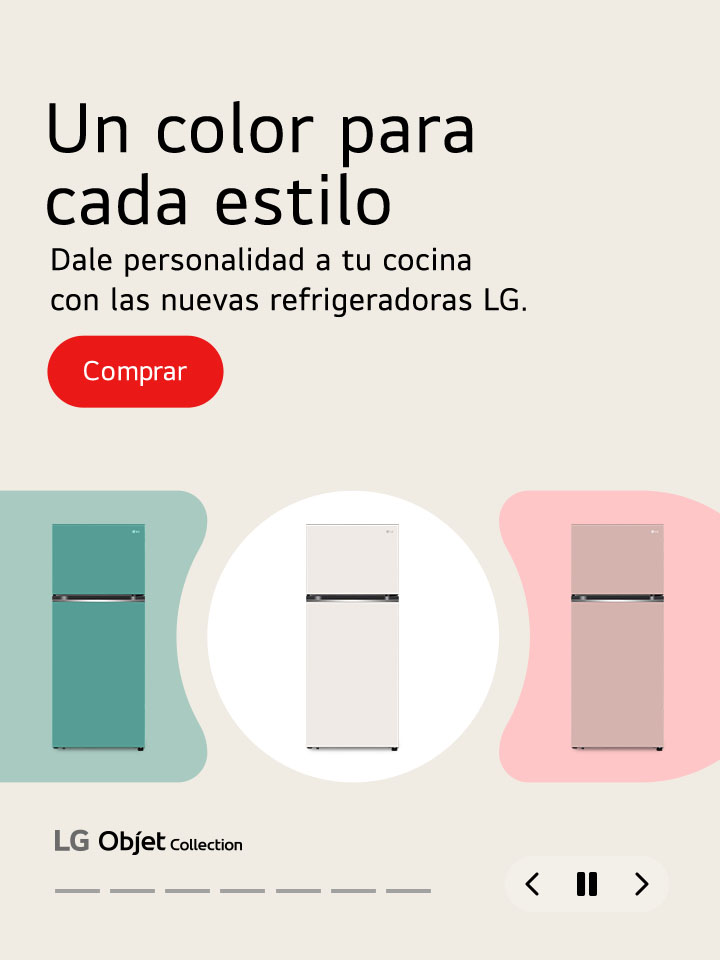 Un color para
cada estilo
Dale personalidad a tu cocina
con las nuevas refrigeradoras LG.
Comprar
LG Objet Collection